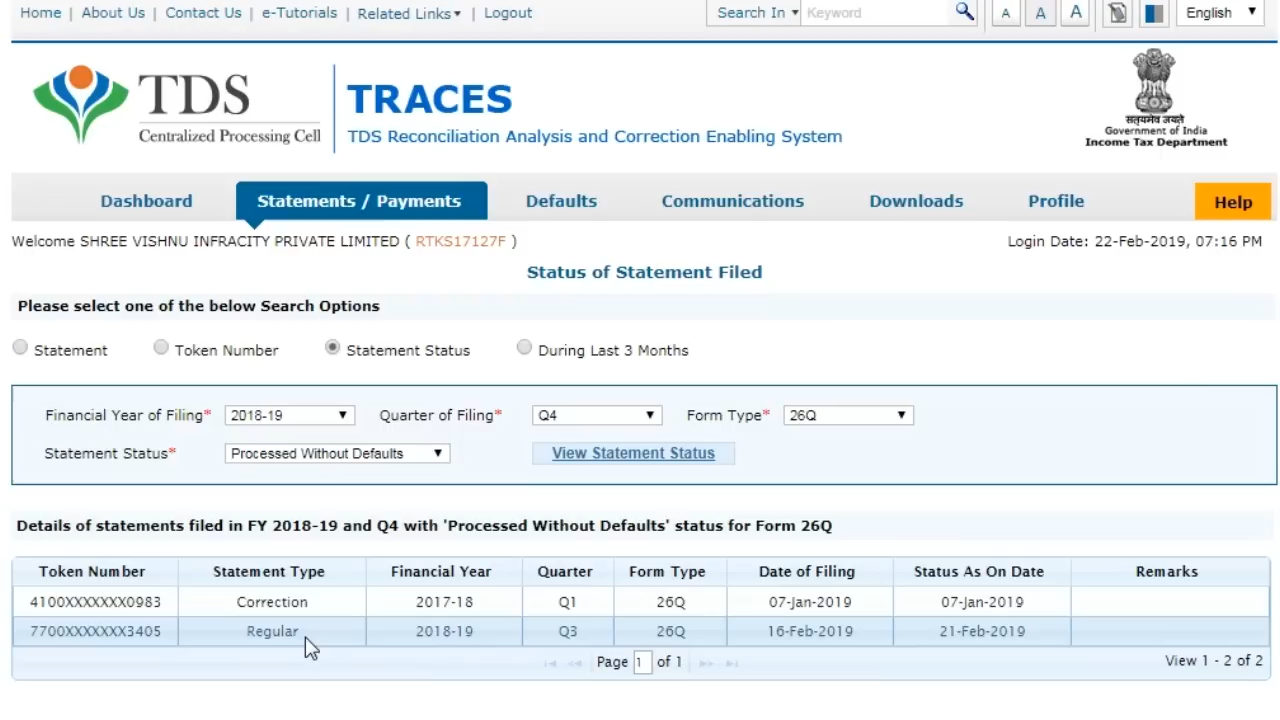 Home | About Us | Contact Us | e-Tutorials | Related Links▾ | Logout Search In ▾ Keyword A A A English ▼
TDS
Centralized Processing Cell
TRACES
TDS Reconciliation Analysis and Correction Enabling System
सत्यमेव जयते
Government of India
Income Tax Department
Dashboard Statements / Payments Defaults Communications Downloads Profile Help
Welcome SHREE VISHNU INFRACITY PRIVATE LIMITED ( RTKS17127F ) Login Date: 22-Feb-2019, 07:16 PM
Status of Statement Filed
Please select one of the below Search Options
Statement Token Number Statement Status During Last 3 Months
Financial Year of Filing* 2018-19 ▼ Quarter of Filing* Q4 ▼ Form Type* 26Q ▼
Statement Status* Processed Without Defaults ▼ View Statement Status
Details of statements filed in FY 2018-19 and Q4 with 'Processed Without Defaults' status for Form 26Q
Token Number Statement Type Financial Year Quarter Form Type Date of Filing Status As On Date Remarks
4100XXXXXXX0983 Correction 2017-18 Q1 26Q 07-Jan-2019 07-Jan-2019
7700XXXXXXX3405 Regular 2018-19 Q3 26Q 16-Feb-2019 21-Feb-2019
Page 1 of 1 View 1 - 2 of 2